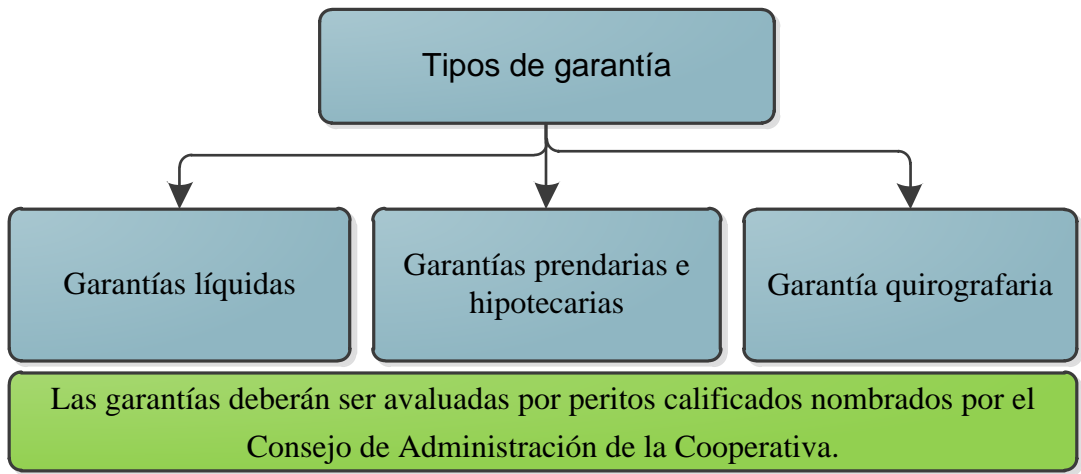 Tipos de garantía
Garantías líquidas
Garantías prendarias e
hipotecarias
Garantía quirografaria
Las garantías deberán ser avaluadas por peritos calificados nombrados por el
Consejo de Administración de la Cooperativa.